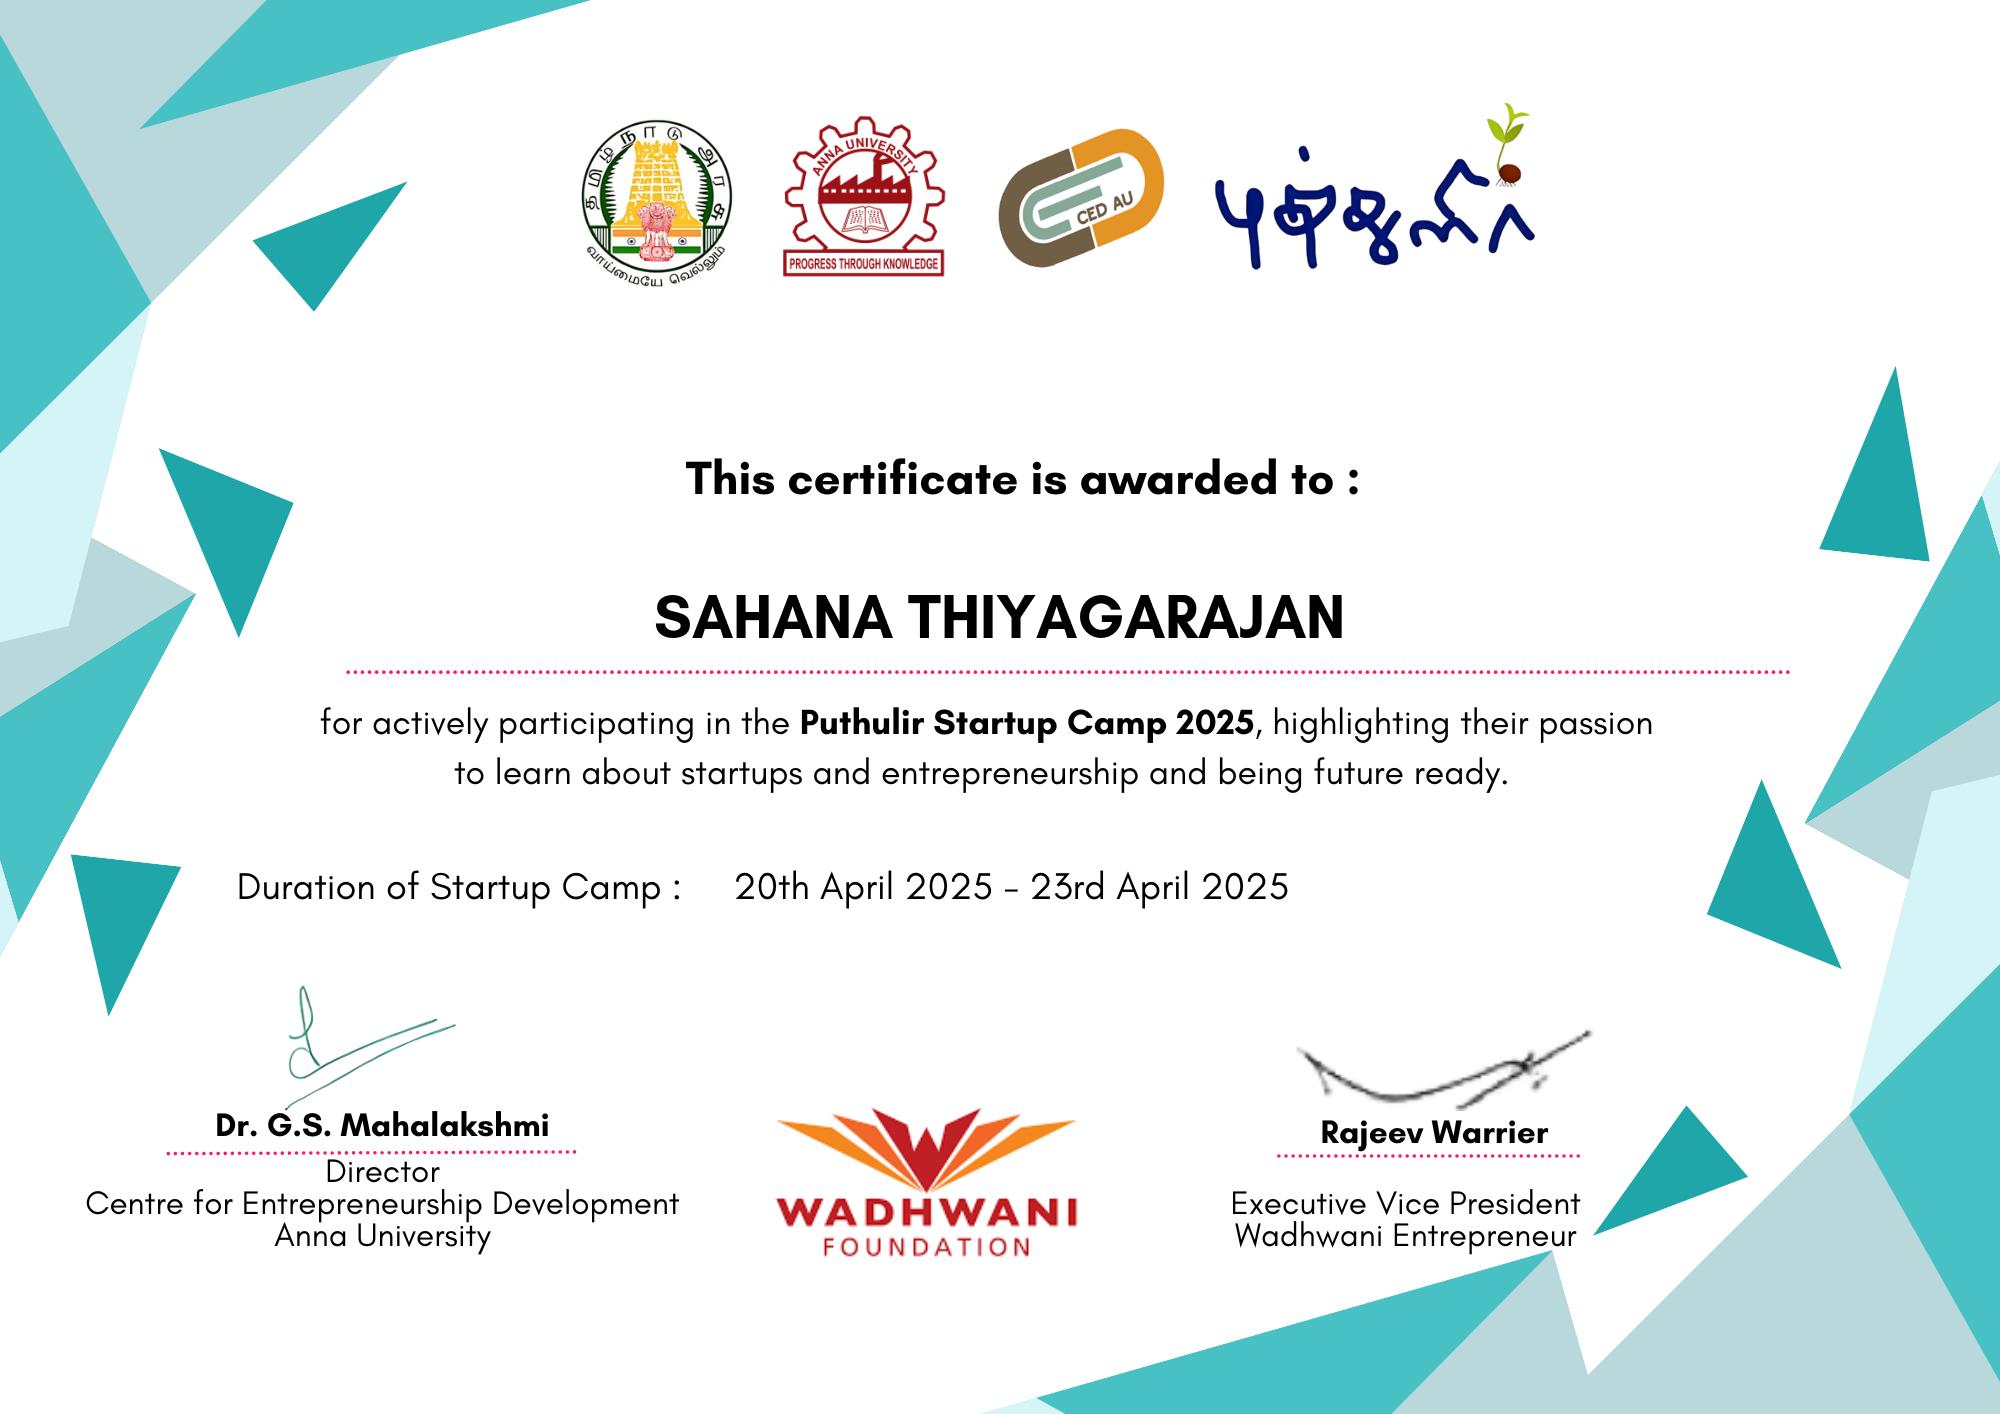 தமிழ்நாடு அரசு
வாய்மையே வெல்லும்
ANNA UNIVERSITY
PROGRESS THROUGH KNOWLEDGE
CED AU
This certificate is awarded to :
SAHANA THIYAGARAJAN
for actively participating in the Puthulir Startup Camp 2025, highlighting their passion
to learn about startups and entrepreneurship and being future ready.
Duration of Startup Camp : 20th April 2025 – 23rd April 2025
Dr. G.S. Mahalakshmi
Director
Centre for Entrepreneurship Development
Anna University
WADHWANI
FOUNDATION
Rajeev Warrier
Executive Vice President
Wadhwani Entrepreneur